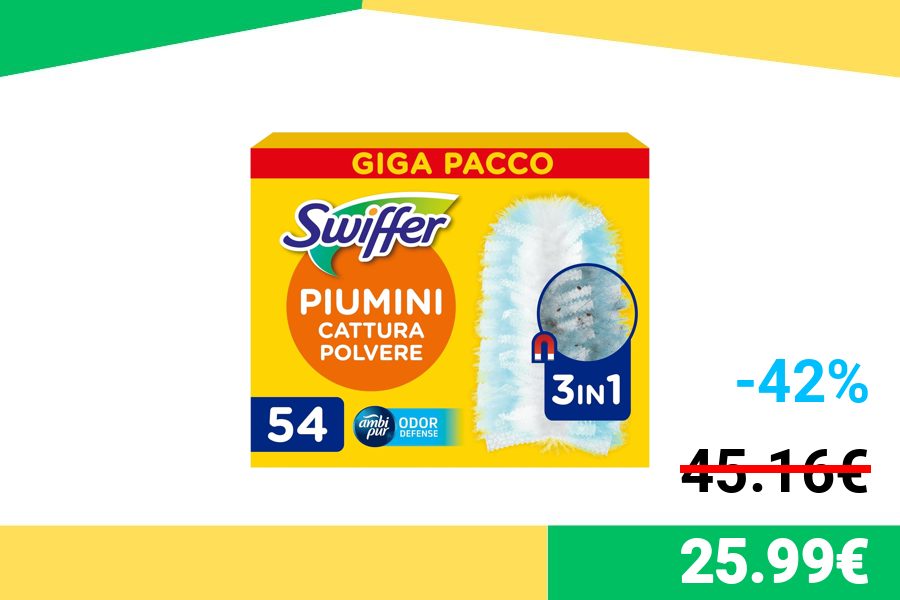 GIGA PACCO
Swiffer
PIUMINI
CATTURA
POLVERE
3IN1
54
ambi
pur
ODOR
DEFENSE
-42%
45.16€
25.99€